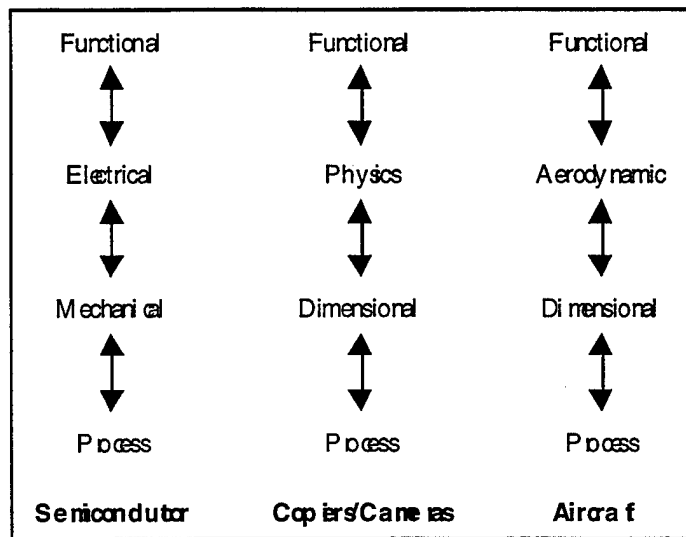 Functional Functional Functional
Electrical Physics Aerodynamic
Mechanical Dimensional Dimensional
Process Process Process
Semicondutor Copiers/Cameras Aircraf